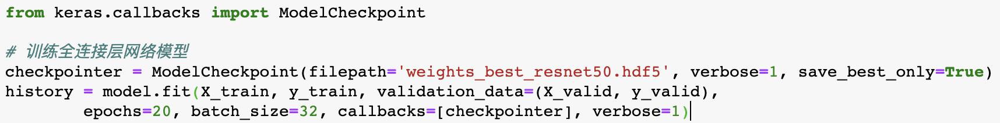 from keras.callbacks import ModelCheckpoint
# 训练全连接层网络模型
checkpointer = ModelCheckpoint(filepath='weights_best_resnet50.hdf5', verbose=1, save_best_only=True)
history = model.fit(X_train, y_train, validation_data=(X_valid, y_valid),
epochs=20, batch_size=32, callbacks=[checkpointer], verbose=1)